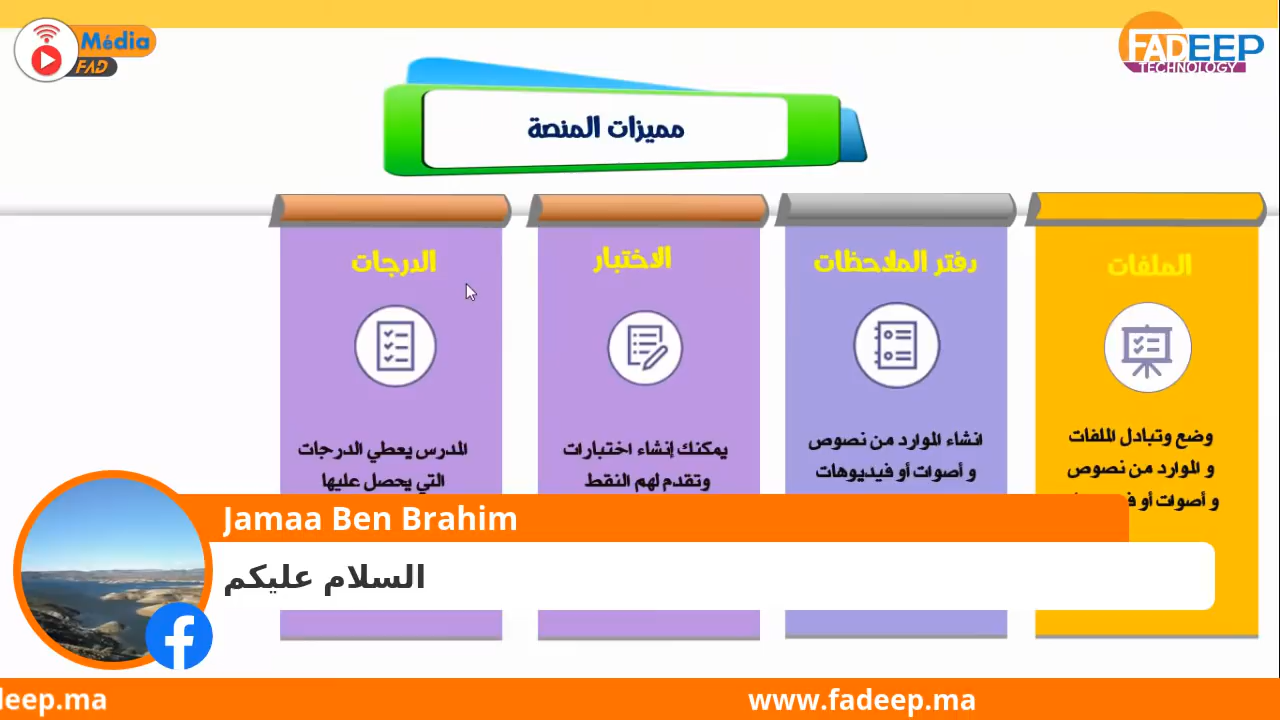 Média
FAD
FADEEP
TECHNOLOGY
مميزات المنصة
الملفات
وضع وتبادل الملفات
و الموارد من نصوص
و أصوات أو
دفتر الملاحظات
انشاء الموارد من نصوص
و أصوات أو فيديوهات
الاختبار
يمكنك إنشاء اختبارات
وتقدم لهم النقط
الدرجات
المدرس يعطي الدرجات
التي يحصل عليها
Jamaa Ben Brahim
السلام عليكم
deep.ma
www.fadeep.ma